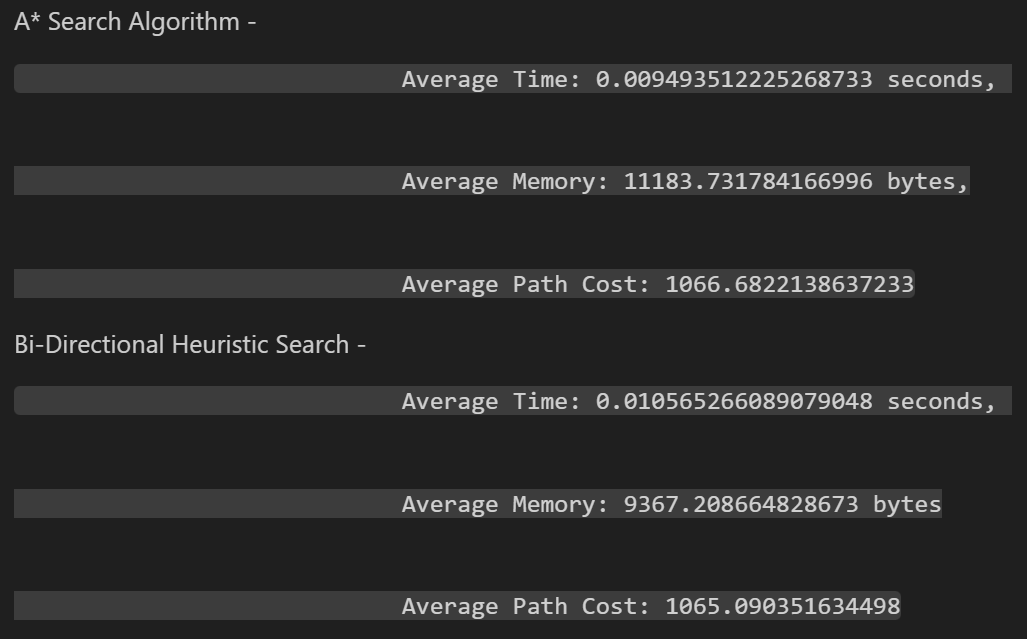 A* Search Algorithm -
Average Time: 0.009493512225268733 seconds,
Average Memory: 11183.731784166996 bytes,
Average Path Cost: 1066.6822138637233
Bi-Directional Heuristic Search -
Average Time: 0.010565266089079048 seconds,
Average Memory: 9367.208664828673 bytes
Average Path Cost: 1065.090351634498